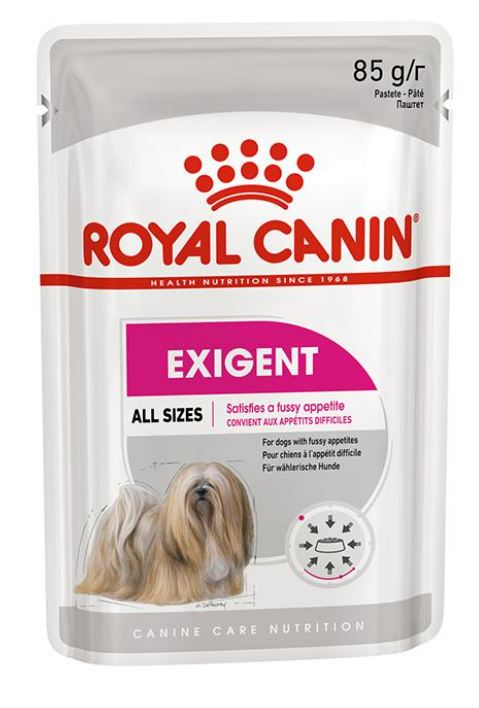 85 g/г
Pastete - Pâté
Паштет
ROYAL CANIN®
HEALTH NUTRITION SINCE 1968
EXIGENT
ALL SIZES
Satisfies a fussy appetite
CONVIENT AUX APPÉTITS DIFFICILES
For dogs with fussy appetites
Pour chiens à l'appétit difficile
Für wählerische Hunde
CANINE CARE NUTRITION